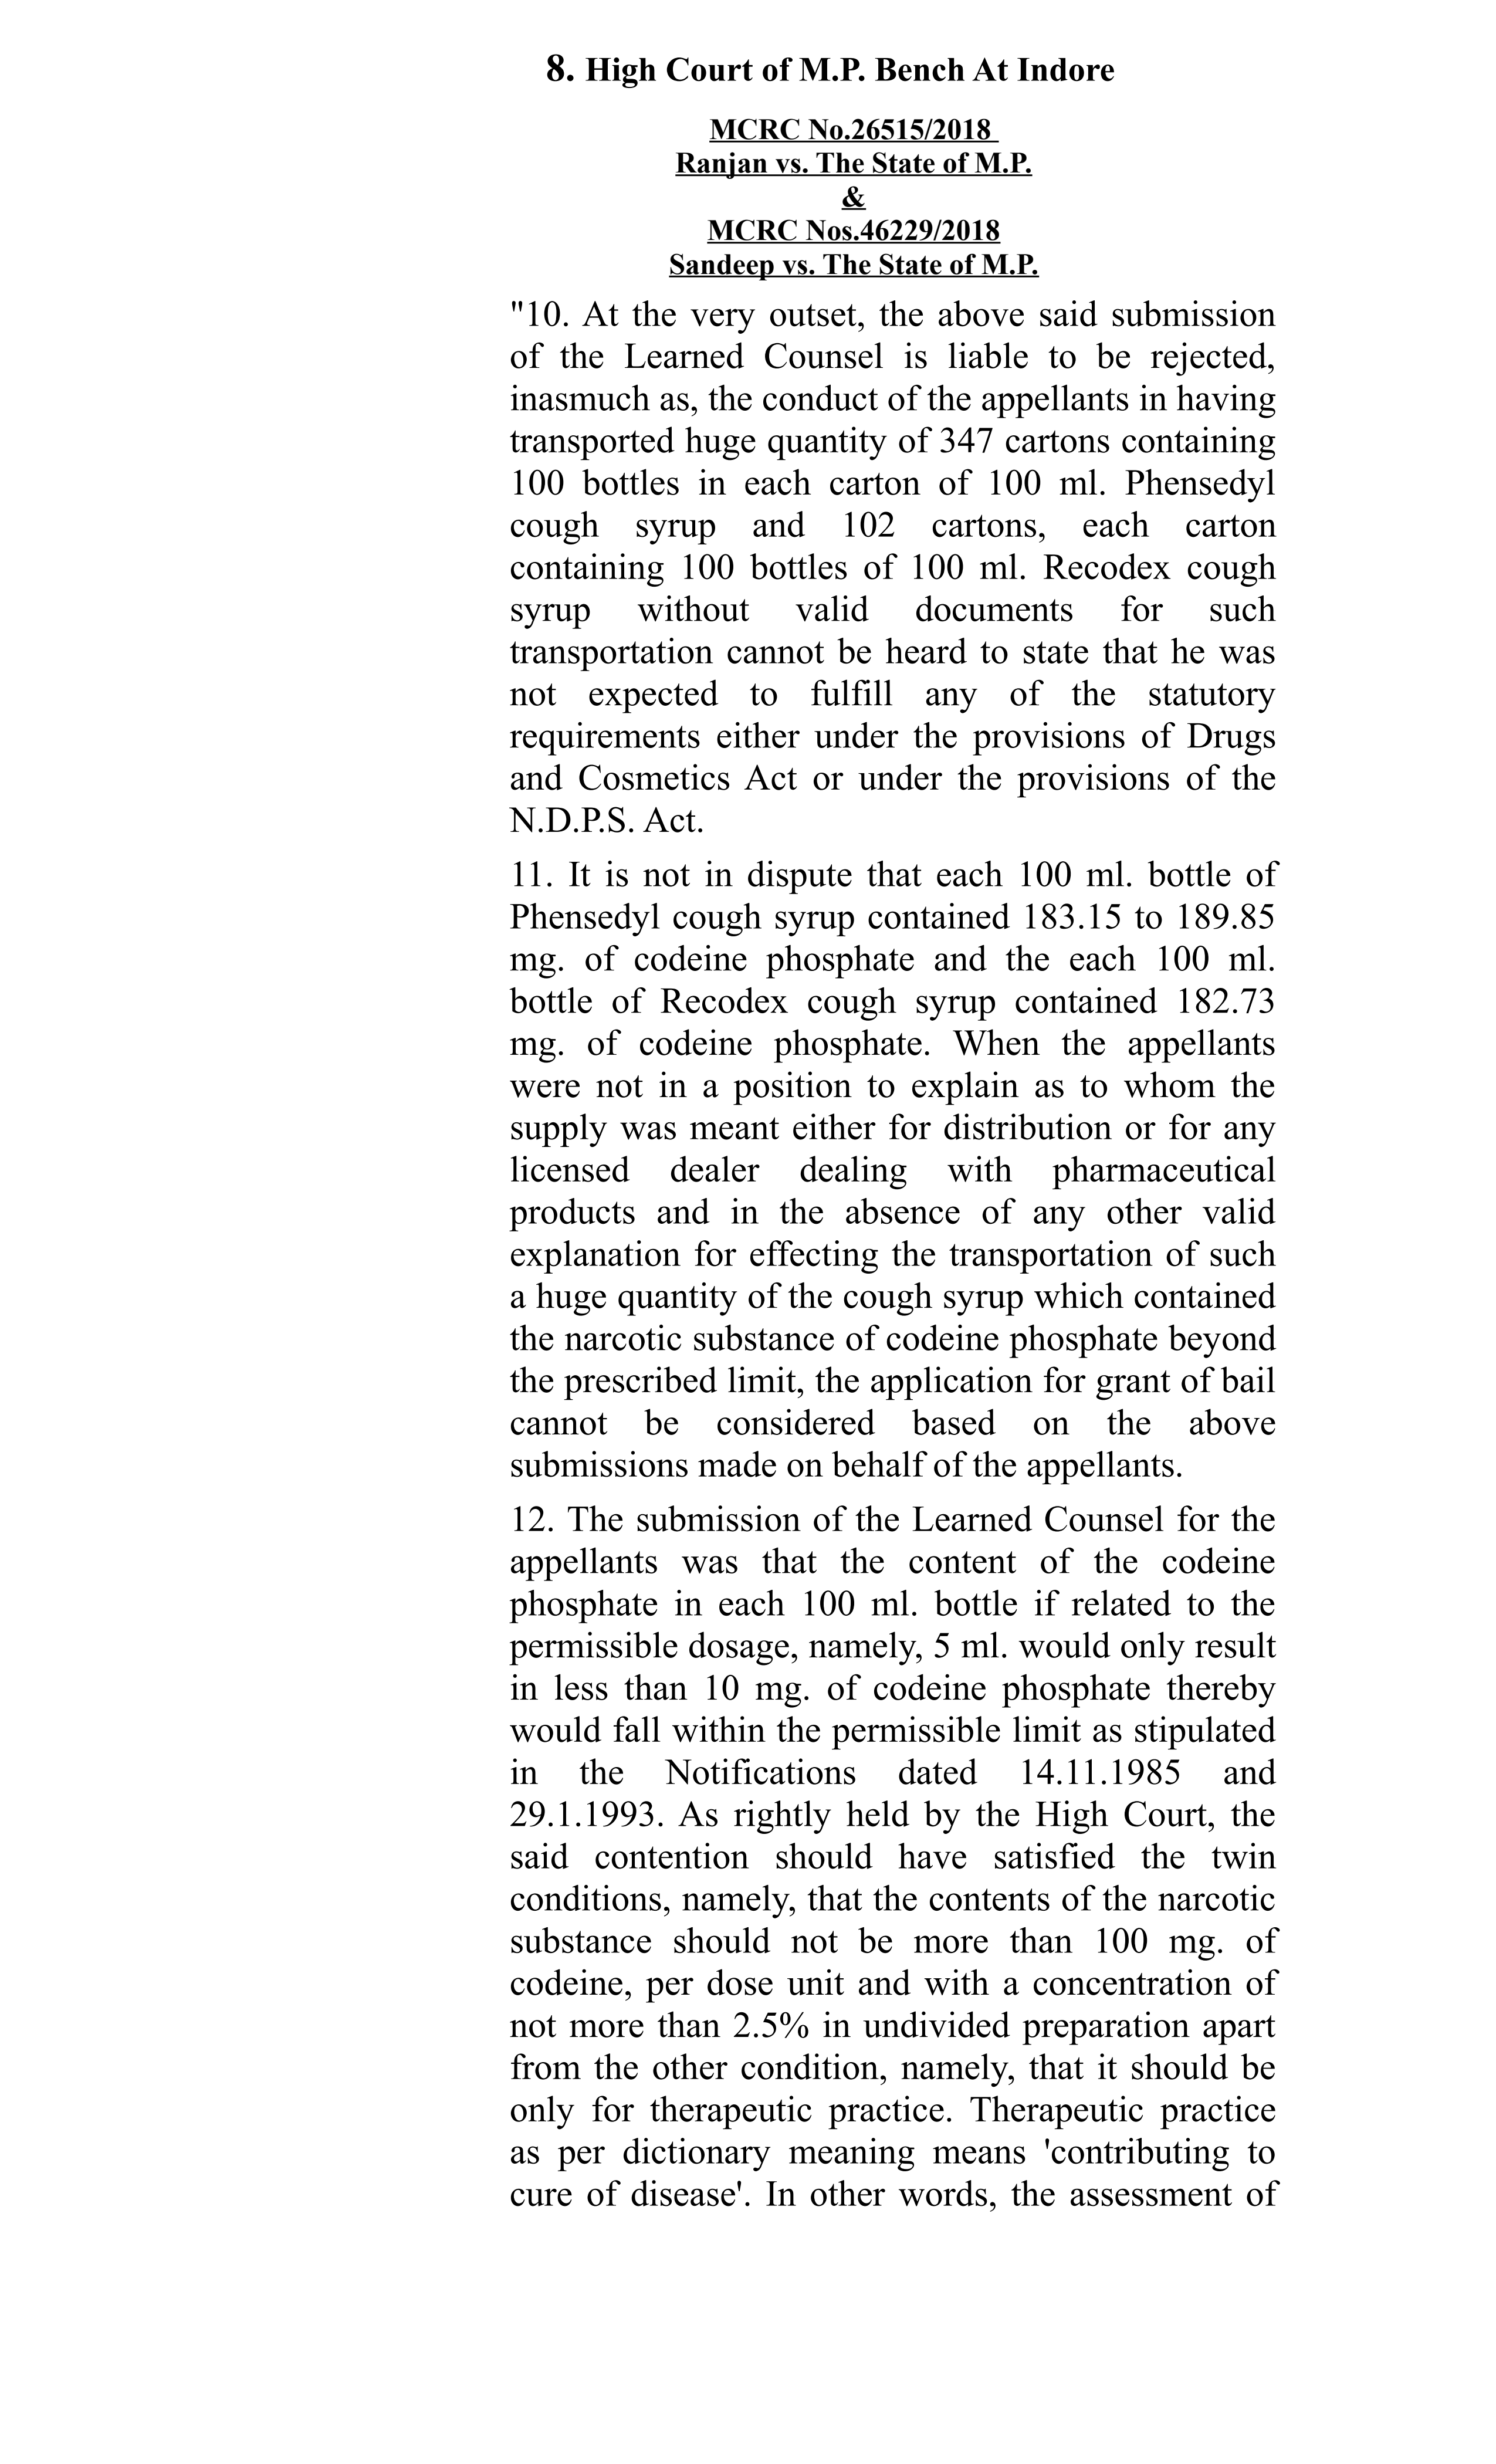 8. High Court of M.P. Bench At Indore
MCRC No.26515/2018
Ranjan vs. The State of M.P.
&
MCRC Nos.46229/2018
Sandeep vs. The State of M.P.
"10. At the very outset, the above said submission
of the Learned Counsel is liable to be rejected,
inasmuch as, the conduct of the appellants in having
transported huge quantity of 347 cartons containing
100 bottles in each carton of 100 ml. Phensedyl
cough syrup and 102 cartons, each carton
containing 100 bottles of 100 ml. Recodex cough
syrup without valid documents for such
transportation cannot be heard to state that he was
not expected to fulfill any of the statutory
requirements either under the provisions of Drugs
and Cosmetics Act or under the provisions of the
N.D.P.S. Act.
11. It is not in dispute that each 100 ml. bottle of
Phensedyl cough syrup contained 183.15 to 189.85
mg. of codeine phosphate and the each 100 ml.
bottle of Recodex cough syrup contained 182.73
mg. of codeine phosphate. When the appellants
were not in a position to explain as to whom the
supply was meant either for distribution or for any
licensed dealer dealing with pharmaceutical
products and in the absence of any other valid
explanation for effecting the transportation of such
a huge quantity of the cough syrup which contained
the narcotic substance of codeine phosphate beyond
the prescribed limit, the application for grant of bail
cannot be considered based on the above
submissions made on behalf of the appellants.
12. The submission of the Learned Counsel for the
appellants was that the content of the codeine
phosphate in each 100 ml. bottle if related to the
permissible dosage, namely, 5 ml. would only result
in less than 10 mg. of codeine phosphate thereby
would fall within the permissible limit as stipulated
in the Notifications dated 14.11.1985 and
29.1.1993. As rightly held by the High Court, the
said contention should have satisfied the twin
conditions, namely, that the contents of the narcotic
substance should not be more than 100 mg. of
codeine, per dose unit and with a concentration of
not more than 2.5% in undivided preparation apart
from the other condition, namely, that it should be
only for therapeutic practice. Therapeutic practice
as per dictionary meaning means 'contributing to
cure of disease'. In other words, the assessment of